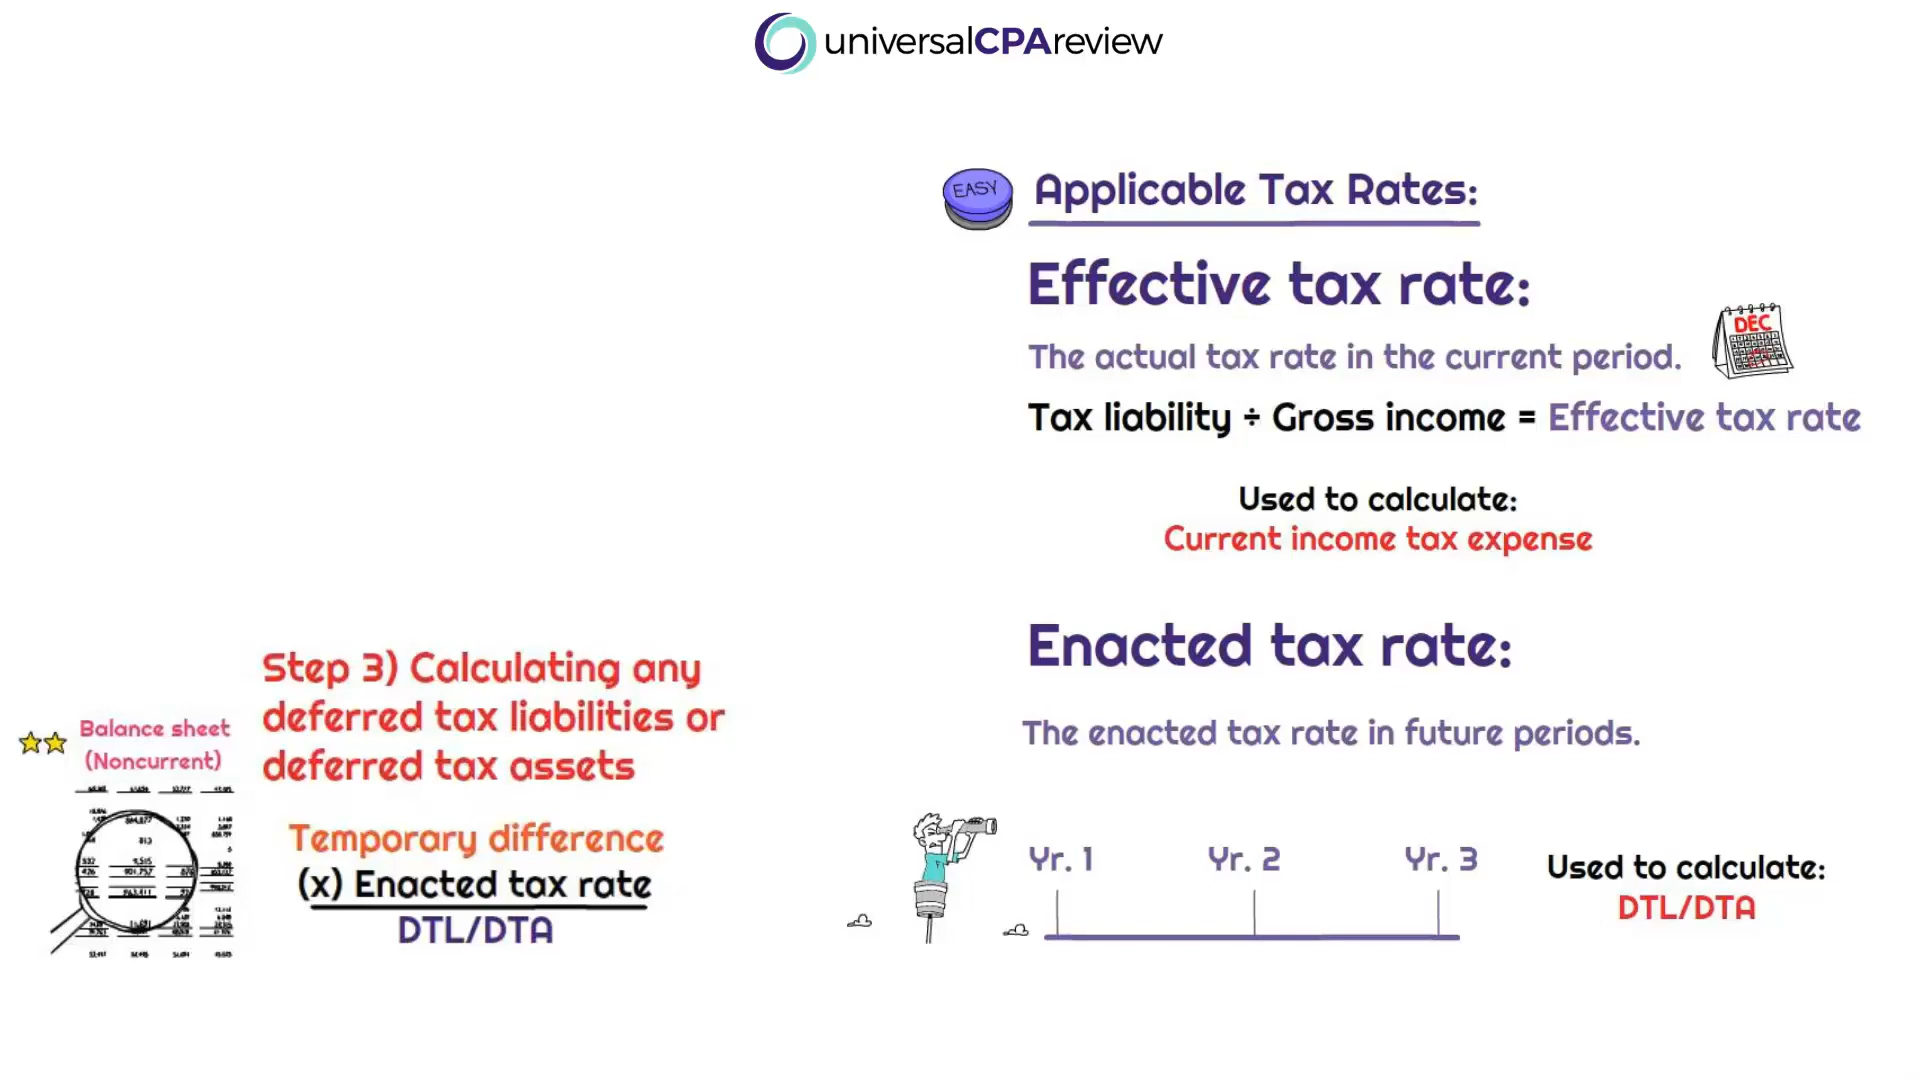 universalCPAreview
EASY
Applicable Tax Rates:
Effective tax rate:
The actual tax rate in the current period.
DEC
Tax liability ÷ Gross income = Effective tax rate
Used to calculate:
Current income tax expense
Enacted tax rate:
The enacted tax rate in future periods.
Yr. 1
Yr. 2
Yr. 3
Used to calculate:
DTL/DTA
Step 3) Calculating any
deferred tax liabilities or
deferred tax assets
Balance sheet
(Noncurrent)
Temporary difference
(x) Enacted tax rate
DTL/DTA